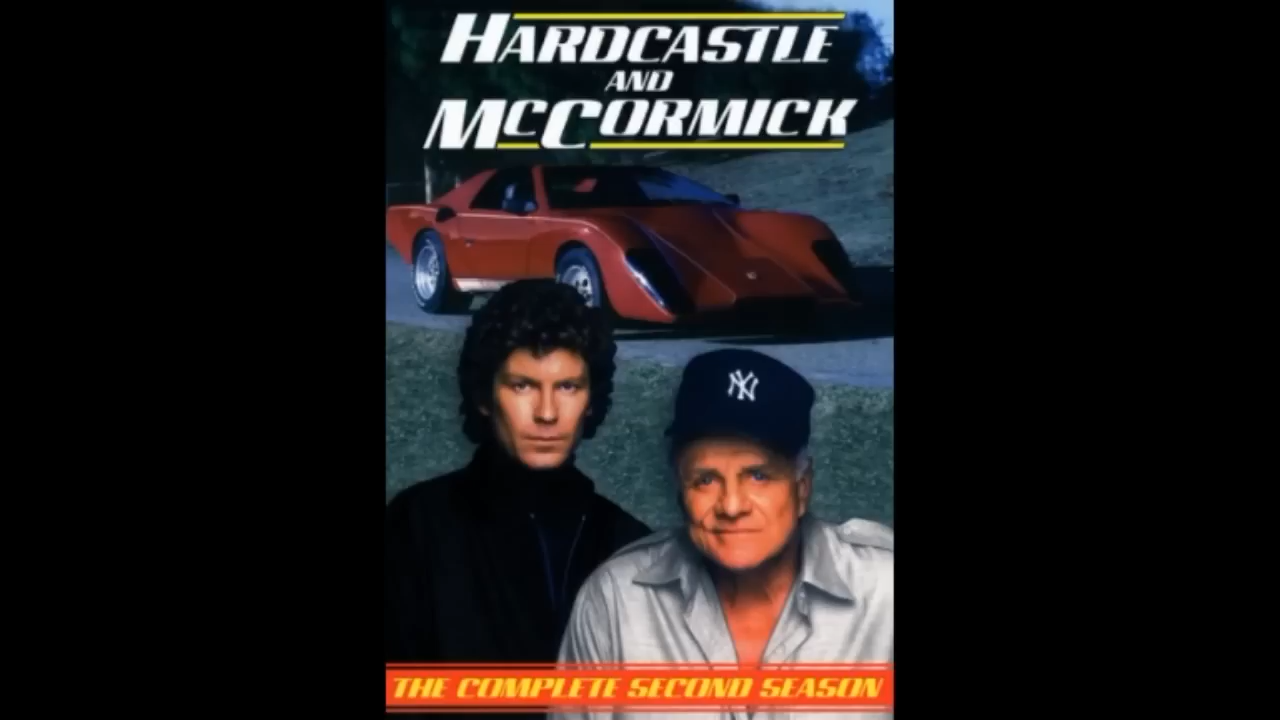 HARDCASTLE
AND
MCCORMICK
NY
THE COMPLETE SECOND SEASON